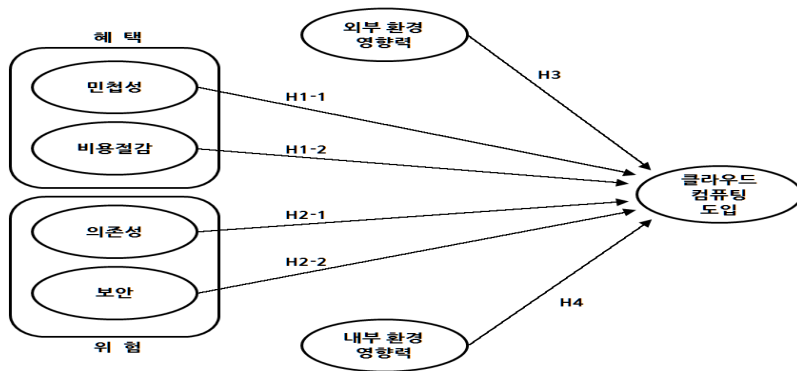 혜 택
외부 환경
영향력
민첩성
H1-1
H3
비용절감
H1-2
클라우드
컴퓨팅
도입
의존성
H2-1
보안
H2-2
H4
위 험
내부 환경
영향력